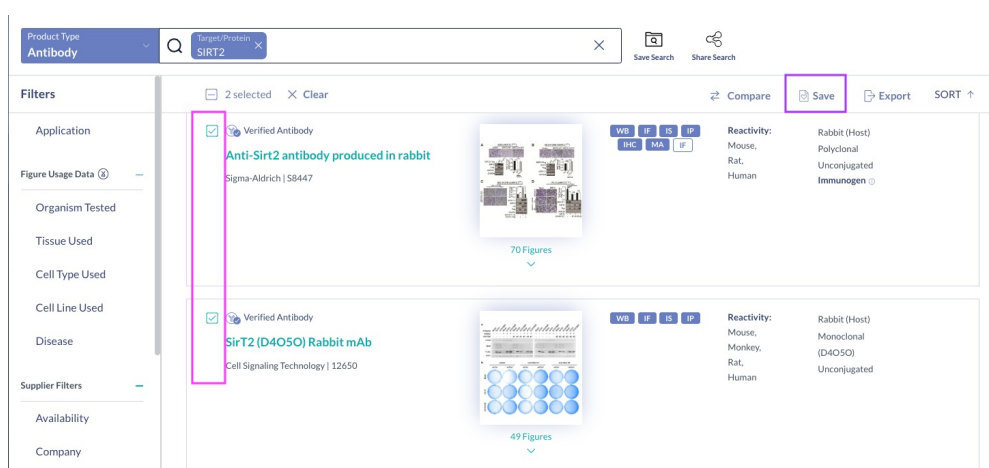 Product Type
Antibody
Target/Protein
SIRT2
Save Search
Share Search
Filters
2 selected
Clear
Compare
Save
Export
SORT
Application
Figure Usage Data
Organism Tested
Tissue Used
Cell Type Used
Cell Line Used
Disease
Supplier Filters
Availability
Company
Verified Antibody
Anti-Sirt2 antibody produced in rabbit
Sigma-Aldrich | S8447
70 Figures
WB IF IS IP
IHC MA IF
Reactivity:
Mouse,
Rat,
Human
Rabbit (Host)
Polyclonal
Unconjugated
Immunogen
Verified Antibody
SirT2 (D4O5O) Rabbit mAb
Cell Signaling Technology | 12650
49 Figures
WB IF IS IP
Reactivity:
Mouse,
Monkey,
Rat,
Human
Rabbit (Host)
Monoclonal
(D4O5O)
Unconjugated